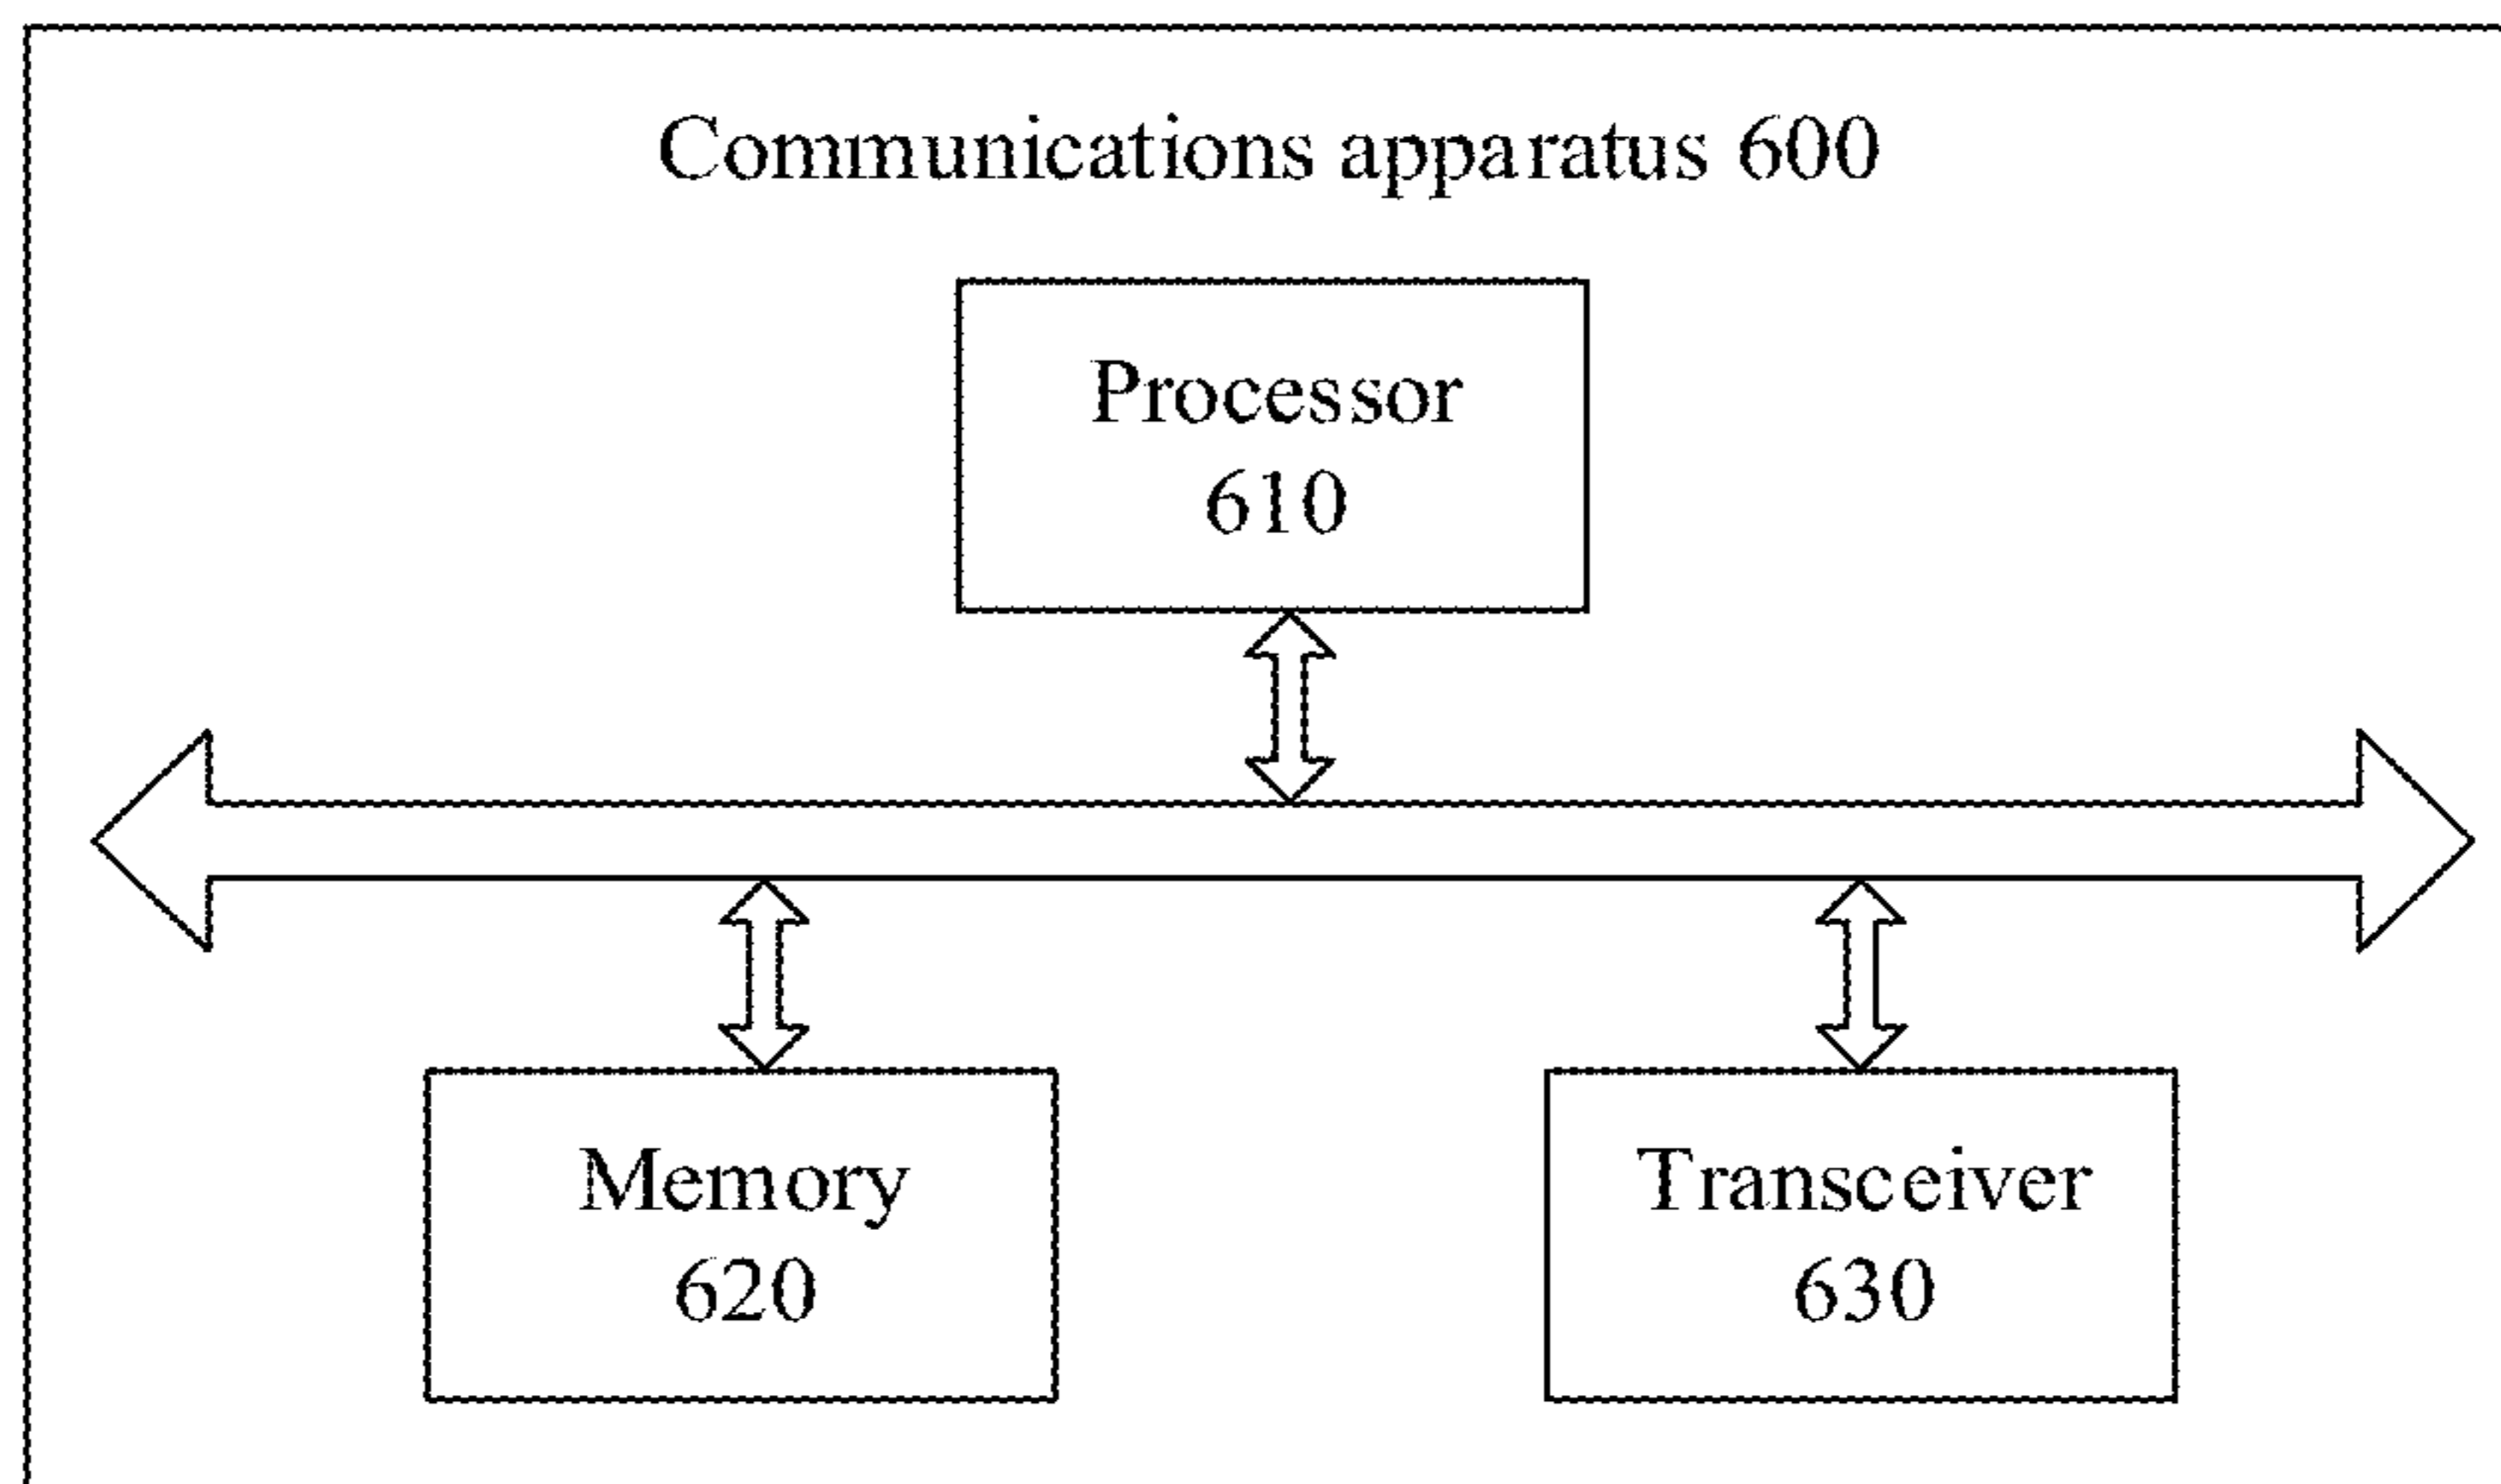 Communications apparatus 600
Processor
610
Memory
620
Transceiver
630